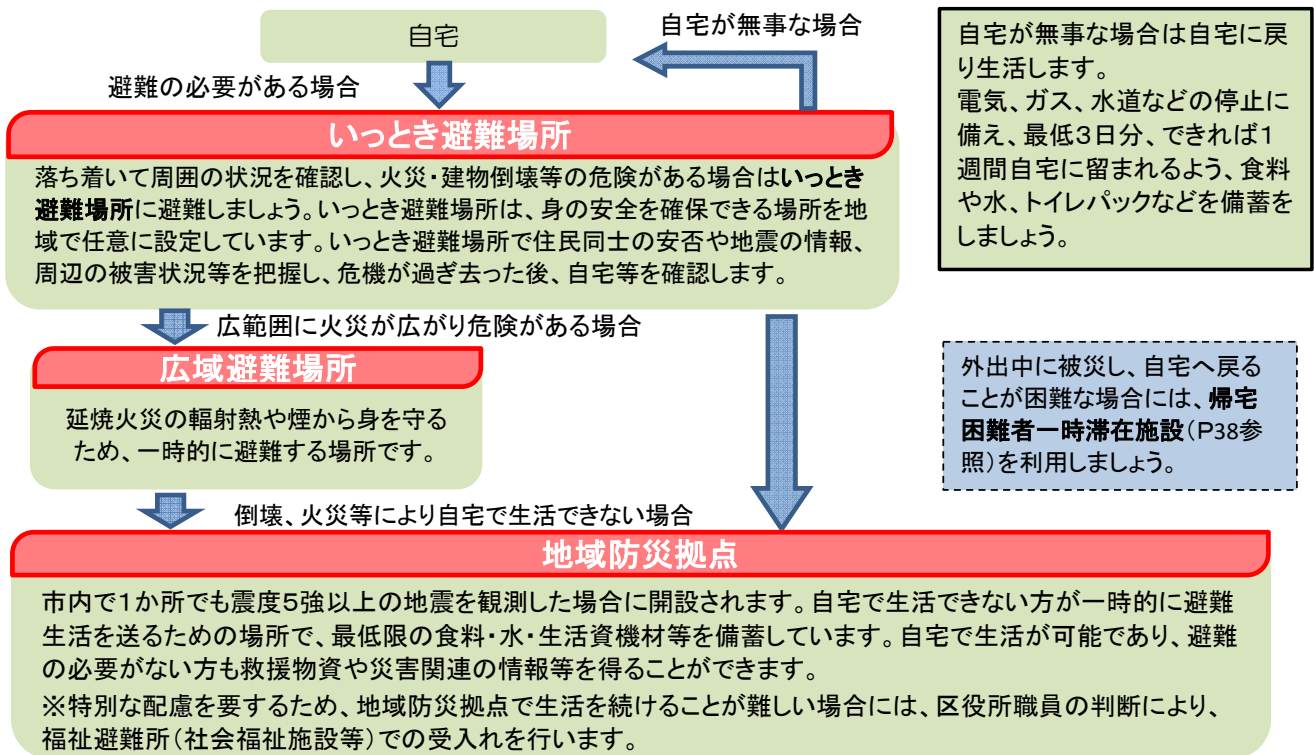 自宅
自宅が無事な場合
避難の必要がある場合
いっとき避難場所
落ち着いて周囲の状況を確認し、火災・建物倒壊等の危険がある場合はいっとき
避難場所に避難しましょう。いっとき避難場所は、身の安全を確保できる場所を地
域で任意に設定しています。いっとき避難場所で住民同士の安否や地震の情報、
周辺の被害状況等を把握し、危機が過ぎ去った後、自宅等を確認します。
自宅が無事な場合は自宅に戻
り生活します。
電気、ガス、水道などの停止に
備え、最低3日分、できれば1
週間自宅に留まれるよう、食料
や水、トイレパックなどを備蓄を
しましょう。
広範囲に火災が広がり危険がある場合
広域避難場所
延焼火災の輻射熱や煙から身を守る
ため、一時的に避難する場所です。
外出中に被災し、自宅へ戻る
ことが困難な場合には、帰宅
困難者一時滞在施設(P38参
照)を利用しましょう。
倒壊、火災等により自宅で生活できない場合
地域防災拠点
市内で1か所でも震度5強以上の地震を観測した場合に開設されます。自宅で生活できない方が一時的に避難
生活を送るための場所で、最低限の食料・水・生活資機材等を備蓄しています。自宅で生活が可能であり、避難
の必要がない方も救援物資や災害関連の情報等を得ることができます。
※特別な配慮を要するため、地域防災拠点で生活を続けることが難しい場合には、区役所職員の判断により、
福祉避難所(社会福祉施設等)での受入れを行います。